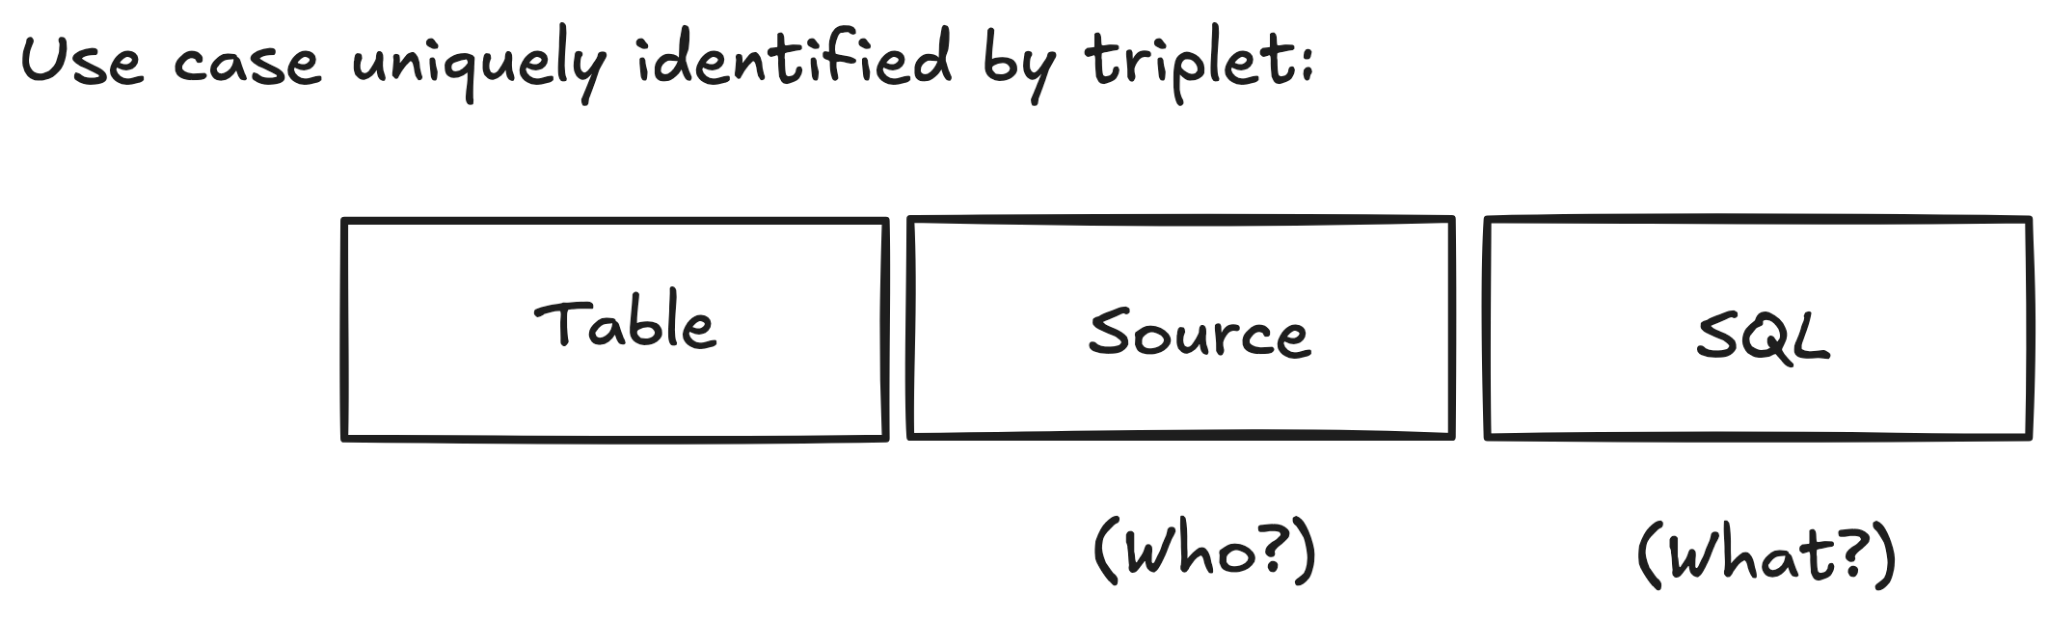 Use case uniquely identified by triplet:
Table
Source
SQL
(Who?)
(What?)